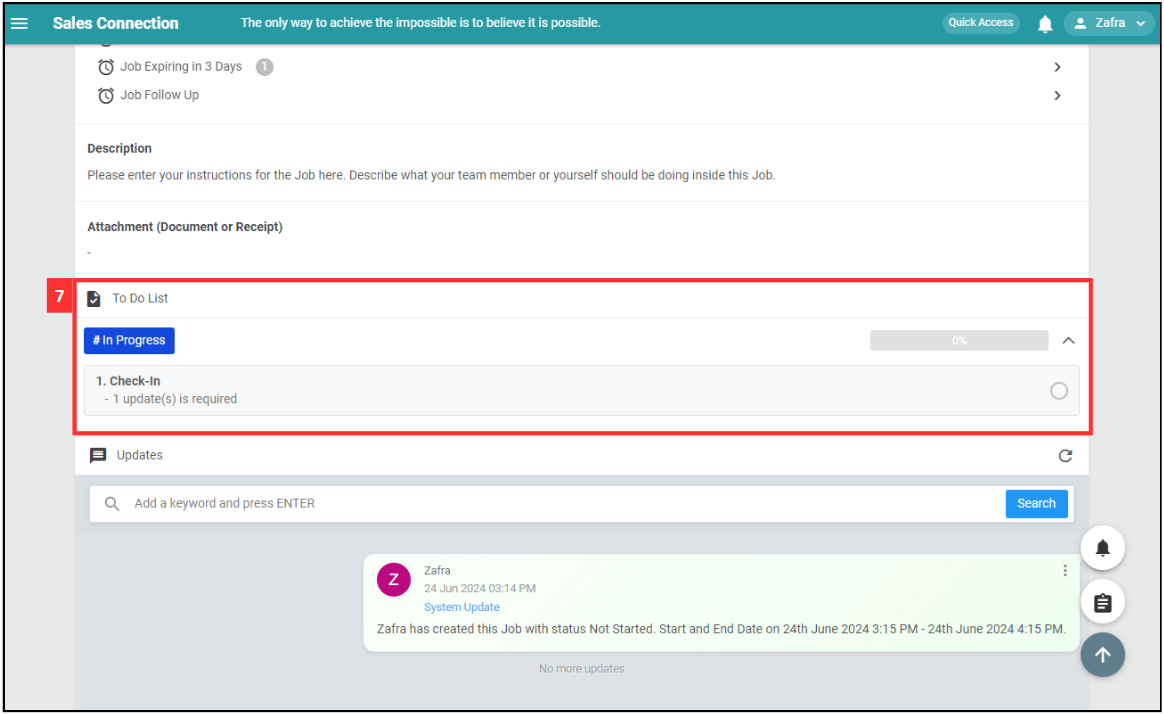 Sales Connection
The only way to achieve the impossible is to believe it is possible.
Quick Access
Zafra
Job Expiring in 3 Days 1
Job Follow Up
Description
Please enter your instructions for the Job here. Describe what your team member or yourself should be doing inside this Job.
Attachment (Document or Receipt)
-
7
To Do List
# In Progress
0%
1. Check-In
- 1 update(s) is required
Updates
Add a keyword and press ENTER
Search
Z
Zafra
24 Jun 2024 03:14 PM
System Update
Zafra has created this Job with status Not Started. Start and End Date on 24th June 2024 3:15 PM - 24th June 2024 4:15 PM.
No more updates